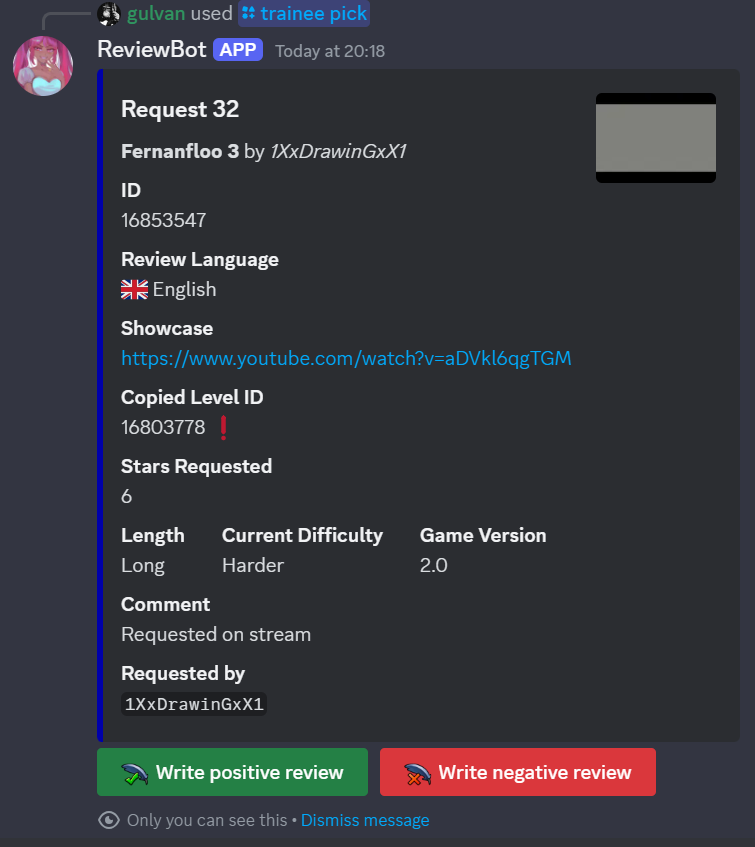 gulvan used trainee pick
ReviewBot APP Today at 20:18
Request 32
Fernanfloo 3 by 1XxDrawinGxX1
ID
16853547
Review Language
English
Showcase
https://www.youtube.com/watch?v=aDVkl6qgTGM
Copied Level ID
16803778 ❗
Stars Requested
6
Length Current Difficulty Game Version
Long Harder 2.0
Comment
Requested on stream
Requested by
1XxDrawinGxX1
Write positive review Write negative review
Only you can see this • Dismiss message